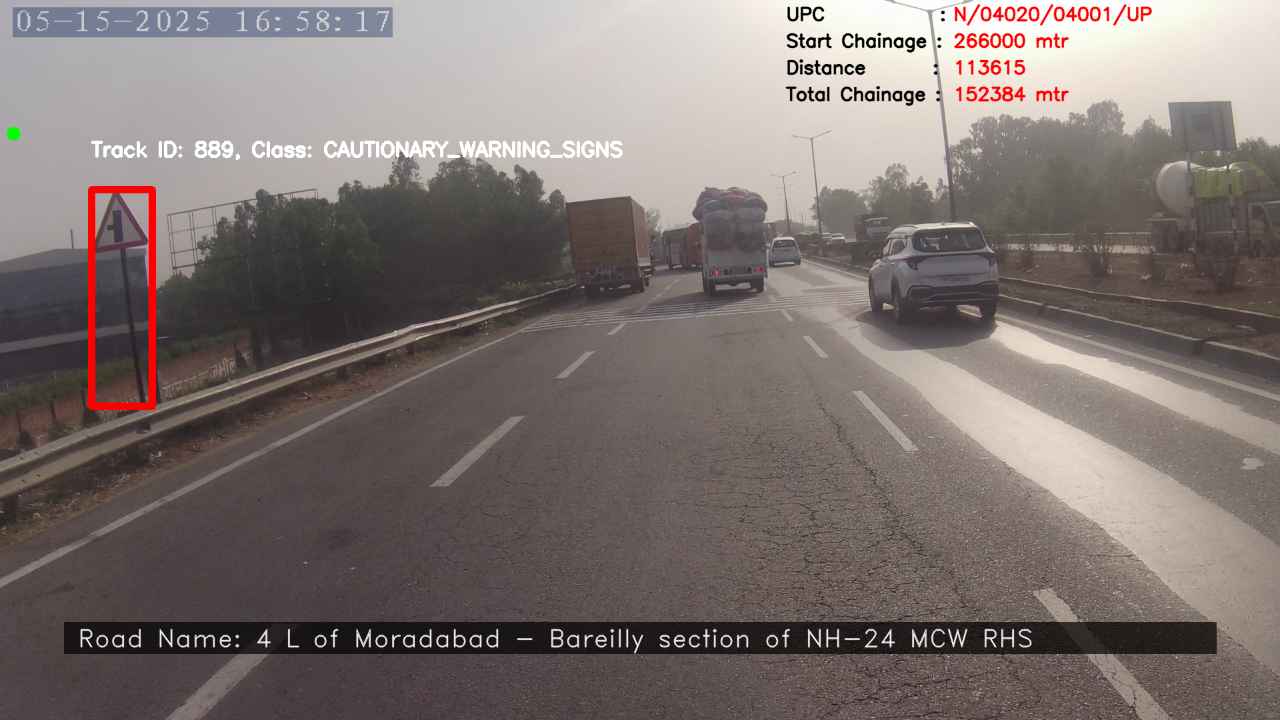 05-15-2025 16:58:17
UPC : N/04020/04001/UP
Start Chainage : 266000 mtr
Distance : 113615
Total Chainage : 152384 mtr
Track ID: 889, Class: CAUTIONARY_WARNING_SIGNS
Road Name: 4 L of Moradabad - Bareilly section of NH-24 MCW RHS